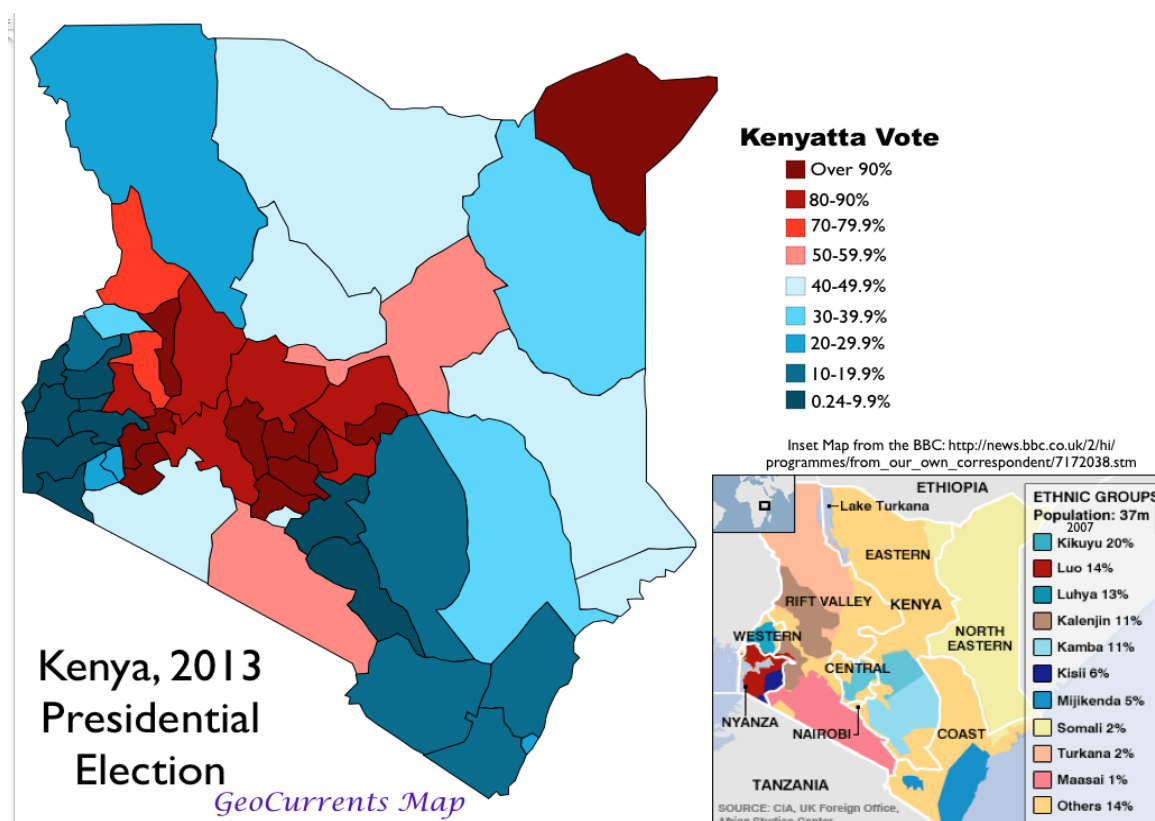 Kenyatta Vote
Over 90%
80-90%
70-79.9%
50-59.9%
40-49.9%
30-39.9%
20-29.9%
10-19.9%
0.24-9.9%
Kenya, 2013
Presidential
Election
GeoCurrents Map
Inset Map from the BBC: http://news.bbc.co.uk/2/hi/
programmes/from_our_own_correspondent/7172038.stm
ETHIOPIA
Lake Turkana
EASTERN
RIFT VALLEY
KENYA
NORTH
EASTERN
WESTERN
CENTRAL
NYANZA
NAIROBI
COAST
TANZANIA
SOURCE: CIA, UK Foreign Office,
Africa Studies Center
ETHNIC GROUPS
Population: 37m
2007
Kikuyu 20%
Luo 14%
Luhya 13%
Kalenjin 11%
Kamba 11%
Kisii 6%
Mijikenda 5%
Somali 2%
Turkana 2%
Maasai 1%
Others 14%